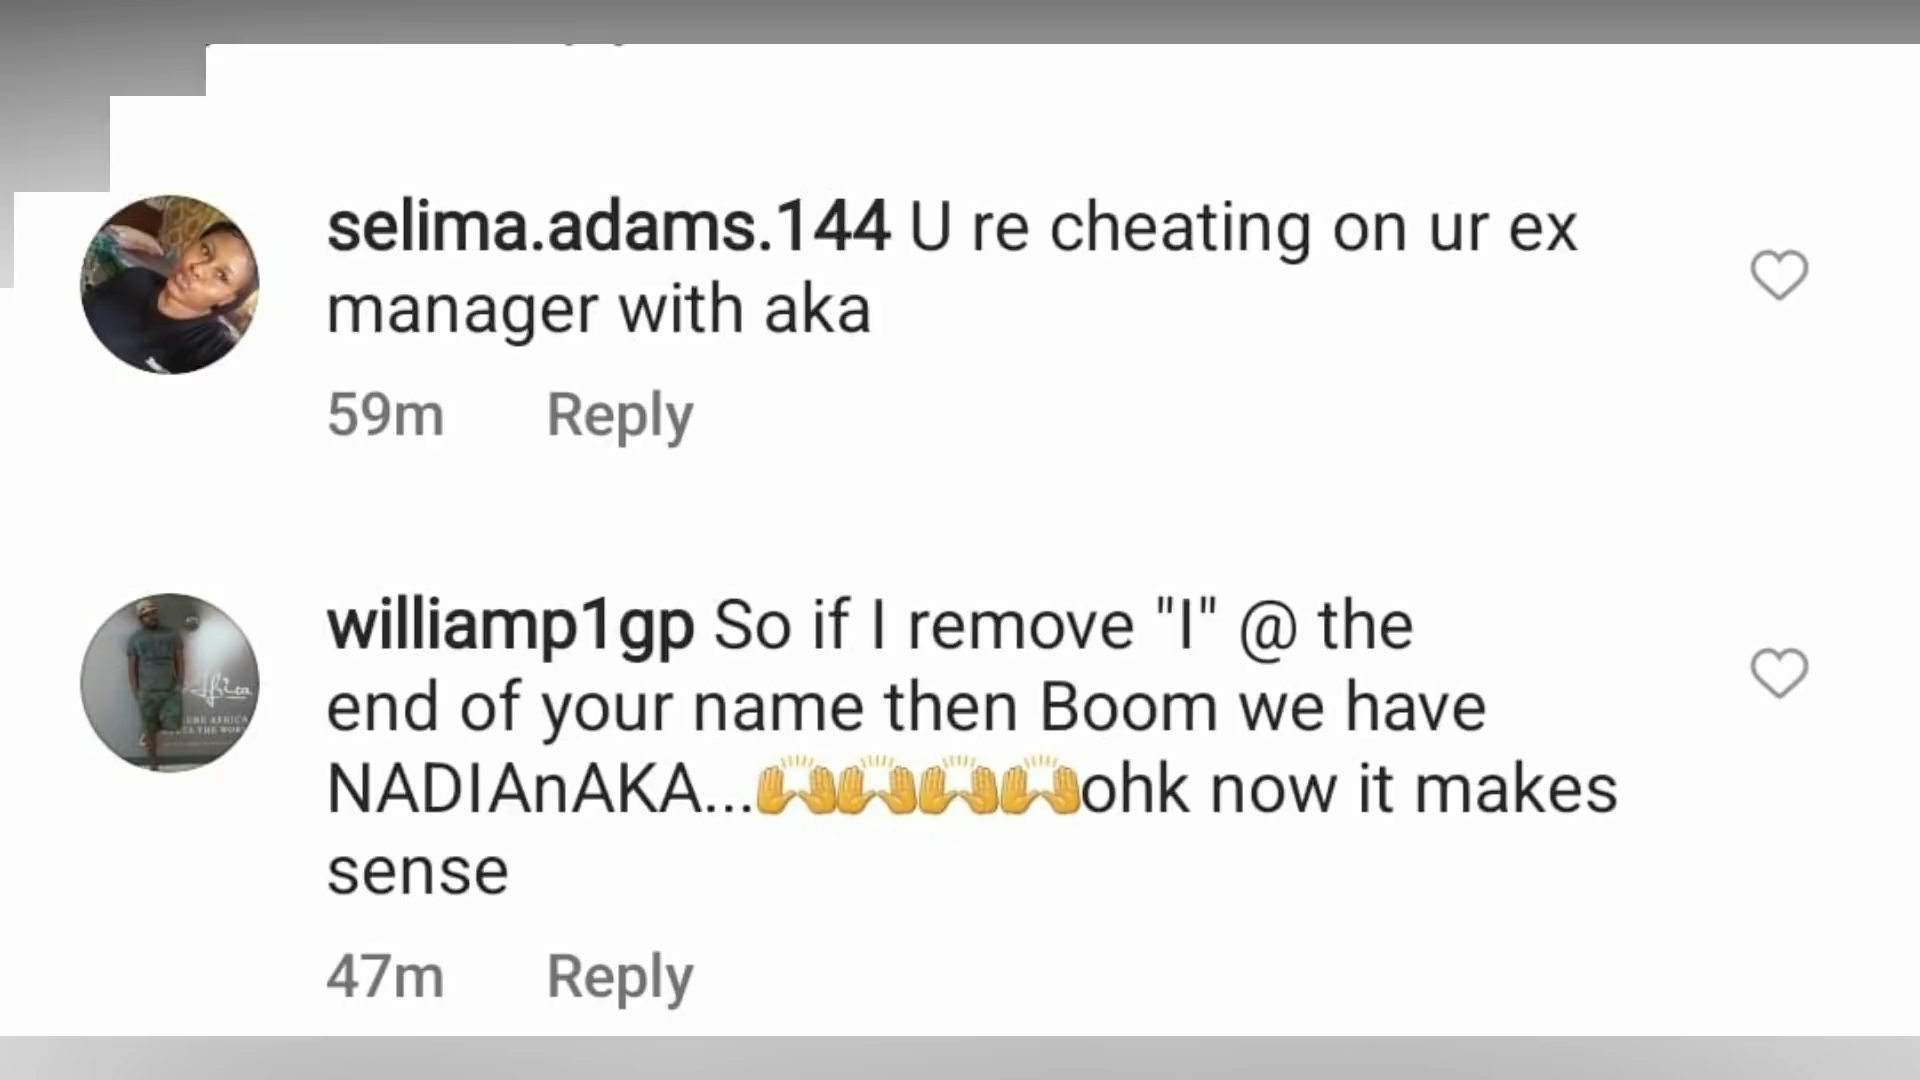 selima.adams.144 U re cheating on ur ex
manager with aka
59m Reply
williamp1gp So if I remove "I" @ the
end of your name then Boom we have
NADIAnAKA...🙌🙌🙌🙌ohk now it makes
sense
47m Reply